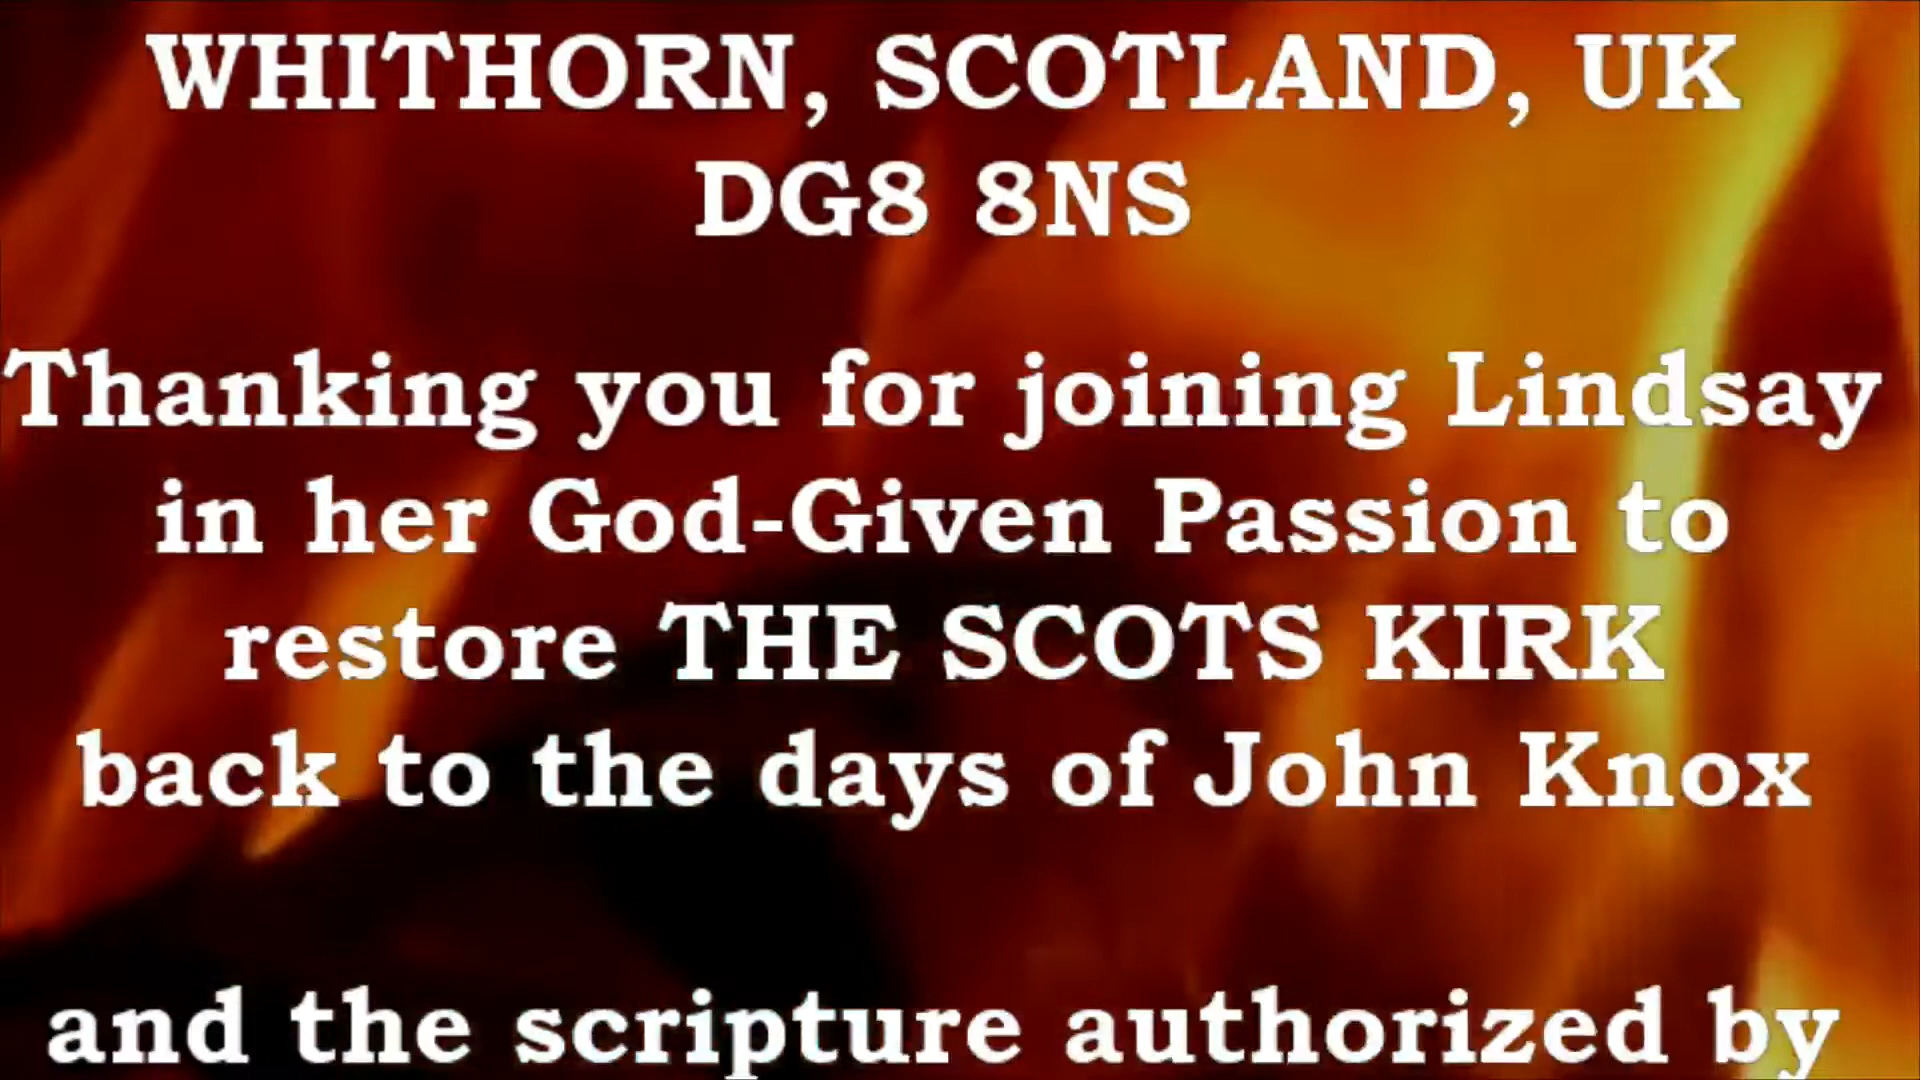 WHITHORN, SCOTLAND, UK
DG8 8NS
Thanking you for joining Lindsay
in her God-Given Passion to
restore THE SCOTS KIRK
back to the days of John Knox
and the scripture authorized by